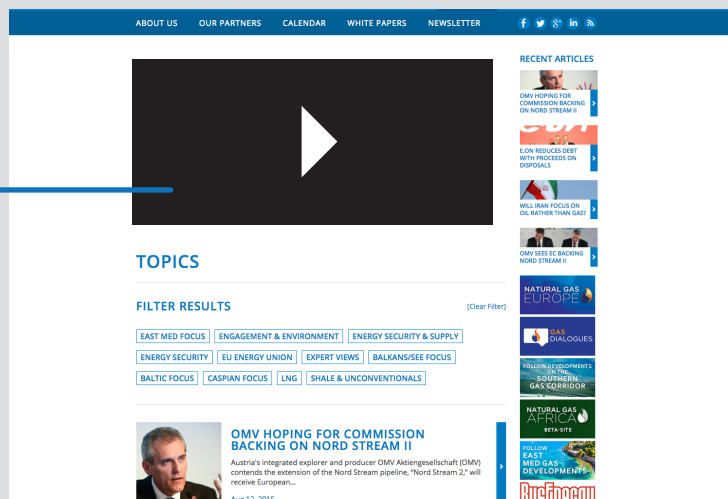 ABOUT US OUR PARTNERS CALENDAR WHITE PAPERS NEWSLETTER
RECENT ARTICLES
OMV HOPING FOR
COMMISSION BACKING
ON NORD STREAM II
E.ON REDUCES DEBT
WITH PROCEEDS ON
DISPOSALS
WILL IRAN FOCUS ON
OIL RATHER THAN GAS?
OMV SEES EC BACKING
NORD STREAM II
NATURAL GAS
EUROPE
GAS
DIALOGUES
FOLLOW DEVELOPMENTS
ON THE
SOUTHERN
GAS CORRIDOR
NATURAL GAS
AFRICA
BETA-SITE
FOLLOW
EAST
MED GAS
DEVELOPMENTS
TOPICS
FILTER RESULTS [Clear Filter]
EAST MED FOCUS ENGAGEMENT & ENVIRONMENT ENERGY SECURITY & SUPPLY
ENERGY SECURITY EU ENERGY UNION EXPERT VIEWS BALKANS/SEE FOCUS
BALTIC FOCUS CASPIAN FOCUS LNG SHALE & UNCONVENTIONALS
OMV HOPING FOR COMMISSION
BACKING ON NORD STREAM II
Austria's integrated explorer and producer OMV Aktiengesellschaft (OMV)
contends the extension of the Nord Stream pipeline, "Nord Stream 2," will
receive European...
Aug 12, 2015